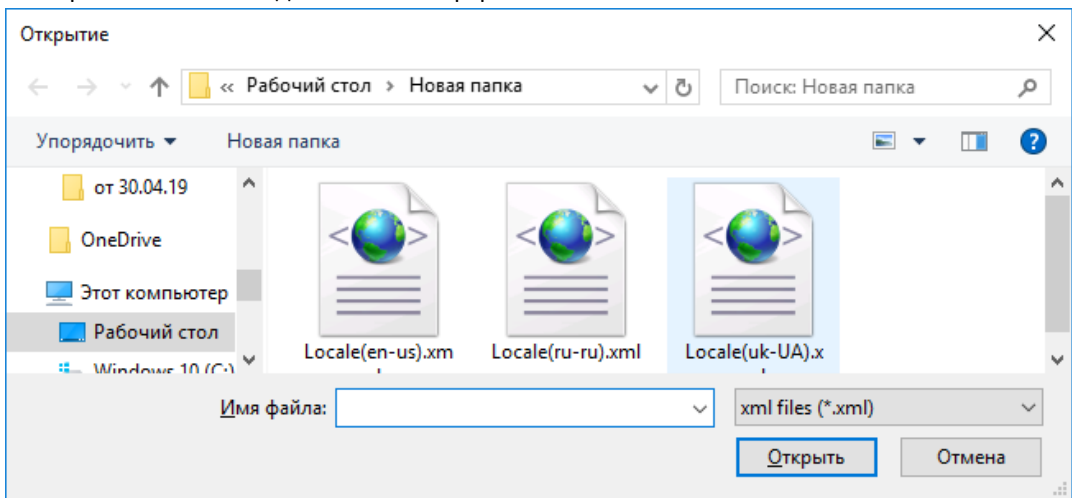 Открытие
« Рабочий стол › Новая папка
Поиск: Новая папка
Упорядочить
Новая папка
от 30.04.19
OneDrive
Этот компьютер
Рабочий стол
Windows 10 (C:)
Locale(en-us).xm
Locale(ru-ru).xml
Locale(uk-UA).x
Имя файла:
xml files (*.xml)
Открыть
Отмена